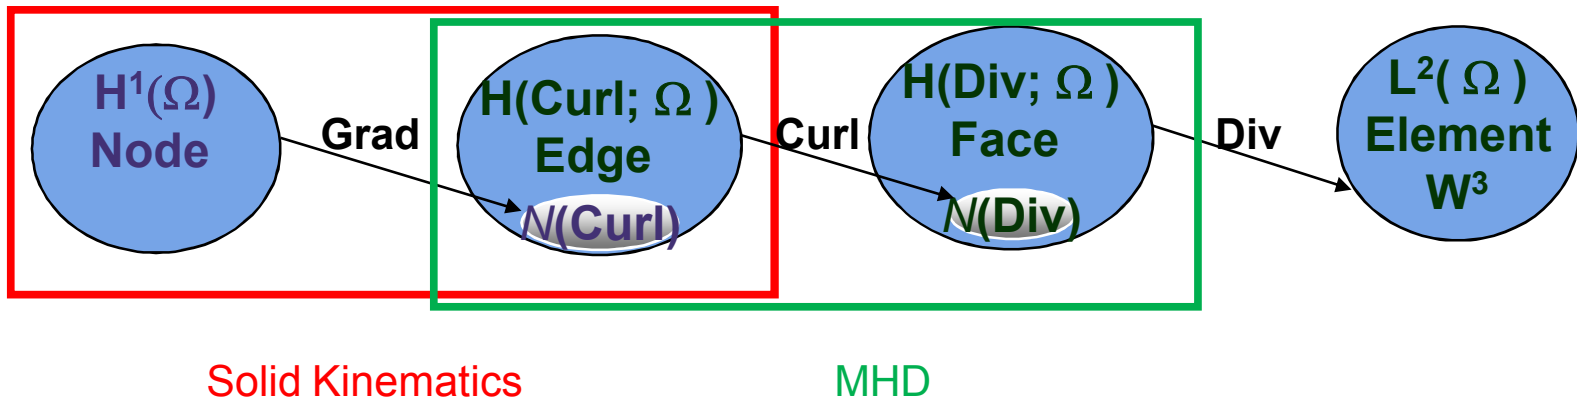 H¹(Ω)
Node
Grad
H(Curl; Ω )
Edge
N(Curl)
Curl
H(Div; Ω )
Face
N(Div)
Div
L²( Ω )
Element
W³
Solid Kinematics
MHD